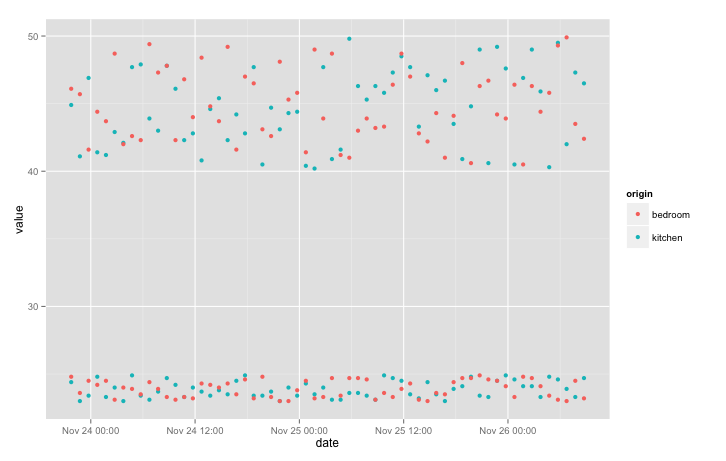 50
40
30
value
Nov 24 00:00
Nov 24 12:00
Nov 25 00:00
Nov 25 12:00
Nov 26 00:00
date
origin
bedroom
kitchen